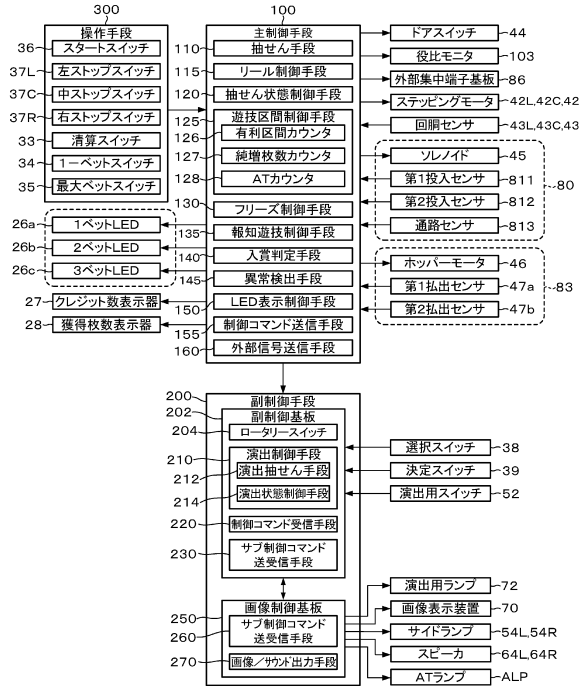 300
操作手段
36
スタートスイッチ
37L
左ストップスイッチ
37C
中ストップスイッチ
37R
右ストップスイッチ
33
清算スイッチ
34
1-ベットスイッチ
35
最大ベットスイッチ
26a
1ベットLED
26b
2ベットLED
26c
3ベットLED
27
クレジット数表示器
28
獲得枚数表示器
100
主制御手段
110
抽せん手段
115
リール制御手段
120
抽せん状態制御手段
125
遊技区間制御手段
126
有利区間カウンタ
127
純増枚数カウンタ
128
ATカウンタ
130
フリーズ制御手段
135
報知遊技制御手段
140
入賞判定手段
145
異常検出手段
150
LED表示制御手段
155
制御コマンド送信手段
160
外部信号送信手段
ドアスイッチ
44
役比モニタ
103
外部集中端子基板
86
ステッピングモータ
42L,42C,42
回胴センサ
43L,43C,43
ソレノイド
45
第1投入センサ
811
第2投入センサ
812
通路センサ
813
80
ホッパーモータ
46
第1払出センサ
47a
第2払出センサ
47b
83
200
副制御手段
202
副制御基板
204
ロータリースイッチ
210
演出制御手段
212
演出抽せん手段
214
演出状態制御手段
220
制御コマンド受信手段
230
サブ制御コマンド
送受信手段
選択スイッチ
38
決定スイッチ
39
演出用スイッチ
52
250
画像制御基板
260
サブ制御コマンド
送受信手段
270
画像/サウンド出力手段
演出用ランプ
72
画像表示装置
70
サイドランプ
54L,54R
スピーカ
64L,64R
ATランプ
ALP